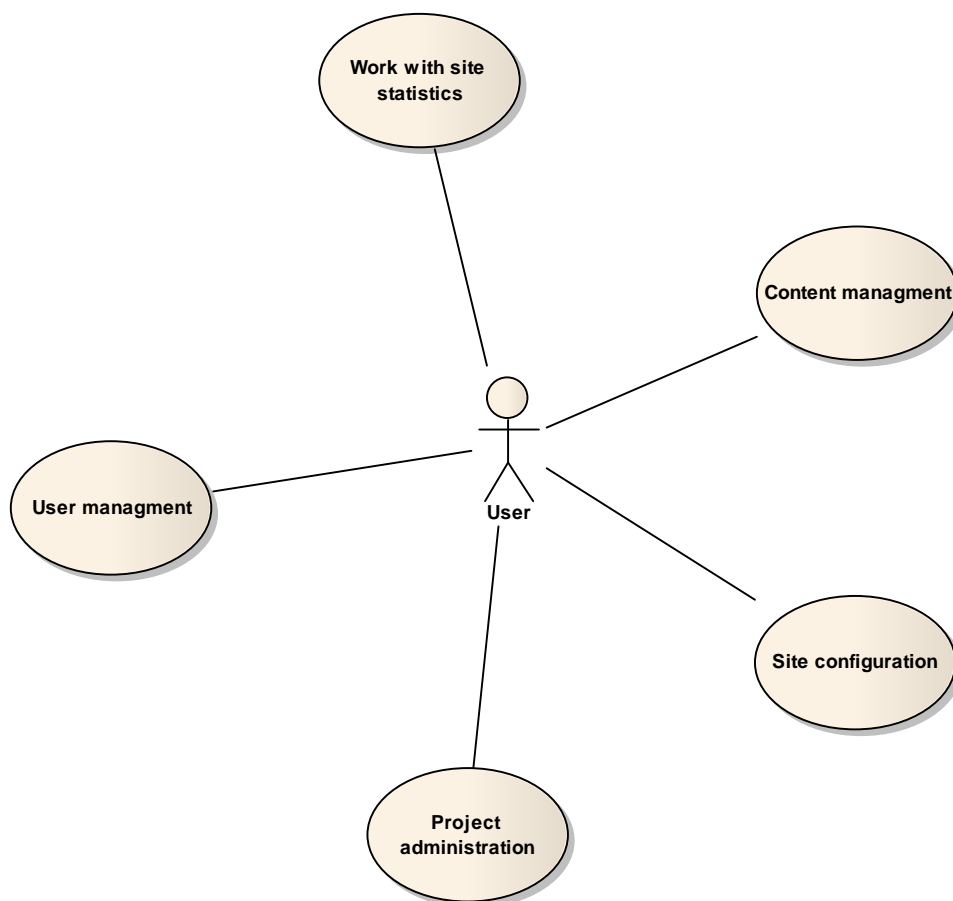 Work with site
statistics
Content managment
User managment
User
Site configuration
Project
administration